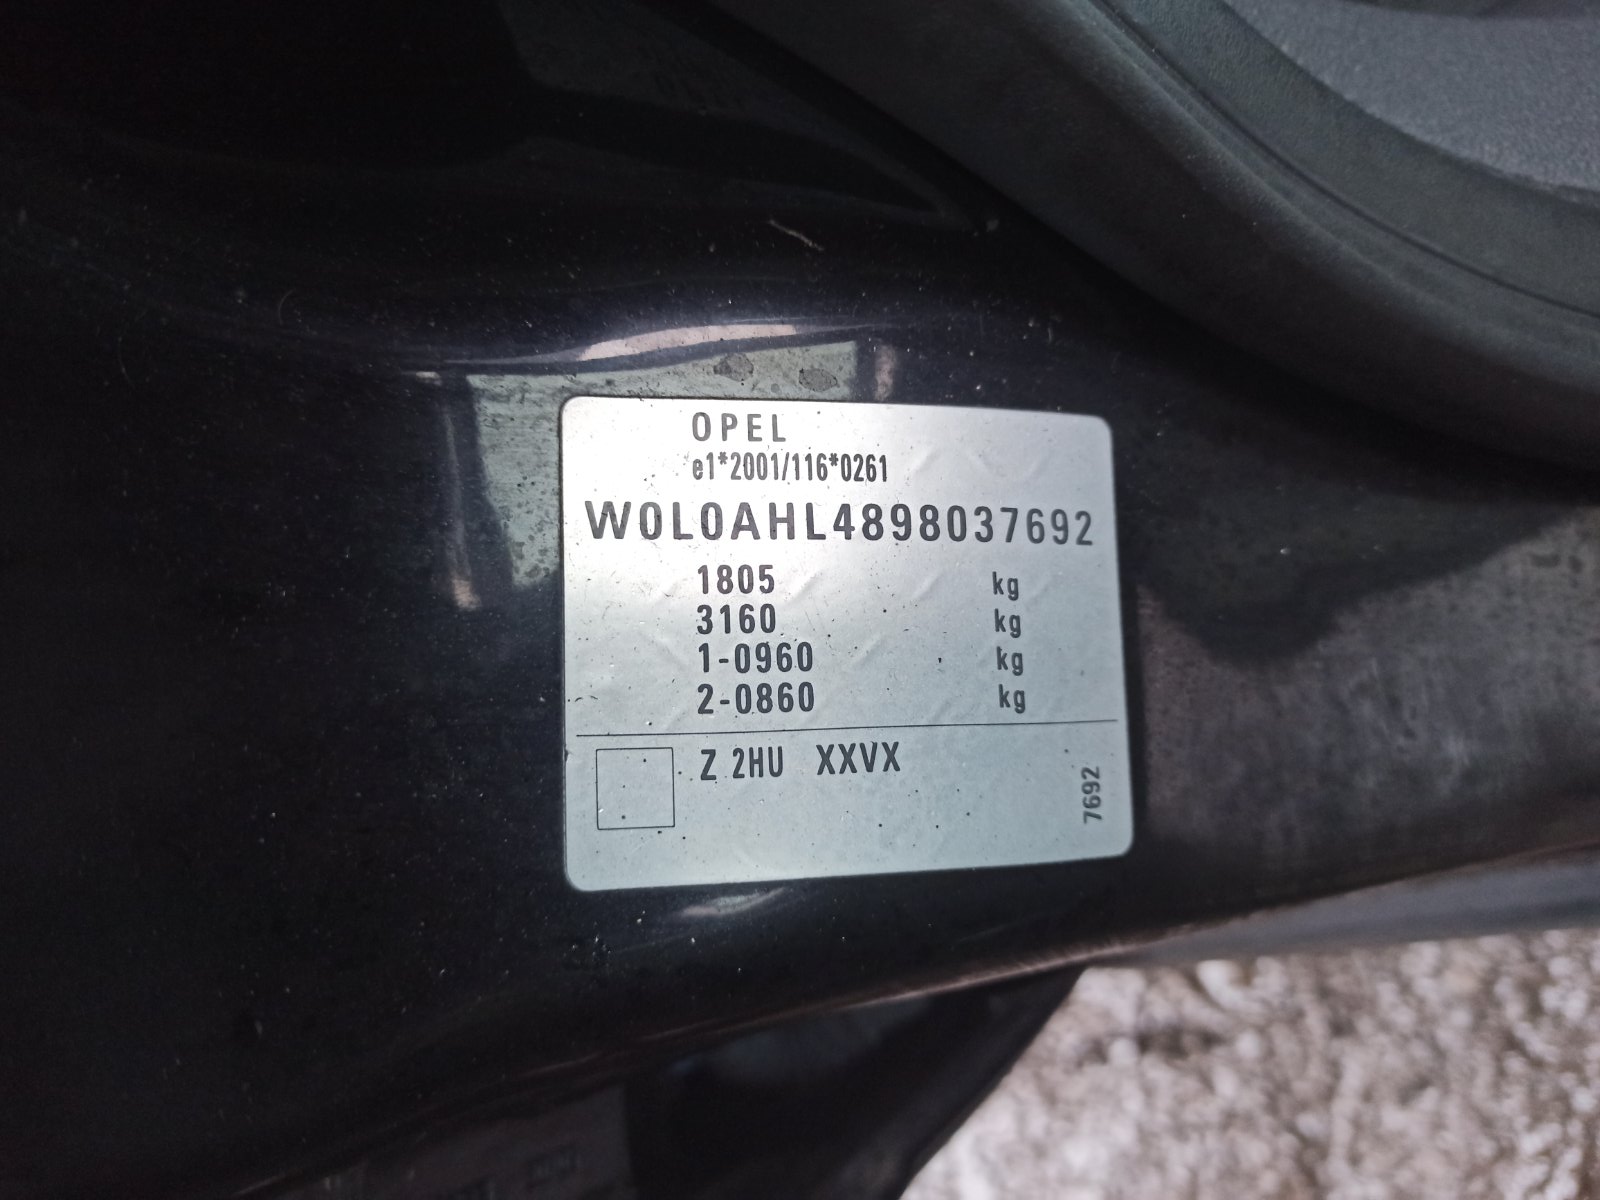 OPEL
e1*2001/116*0261
W0L0AHL4898037692
1805 kg
3160 kg
1-0960 kg
2-0860 kg
Z 2HU XXVX
7692